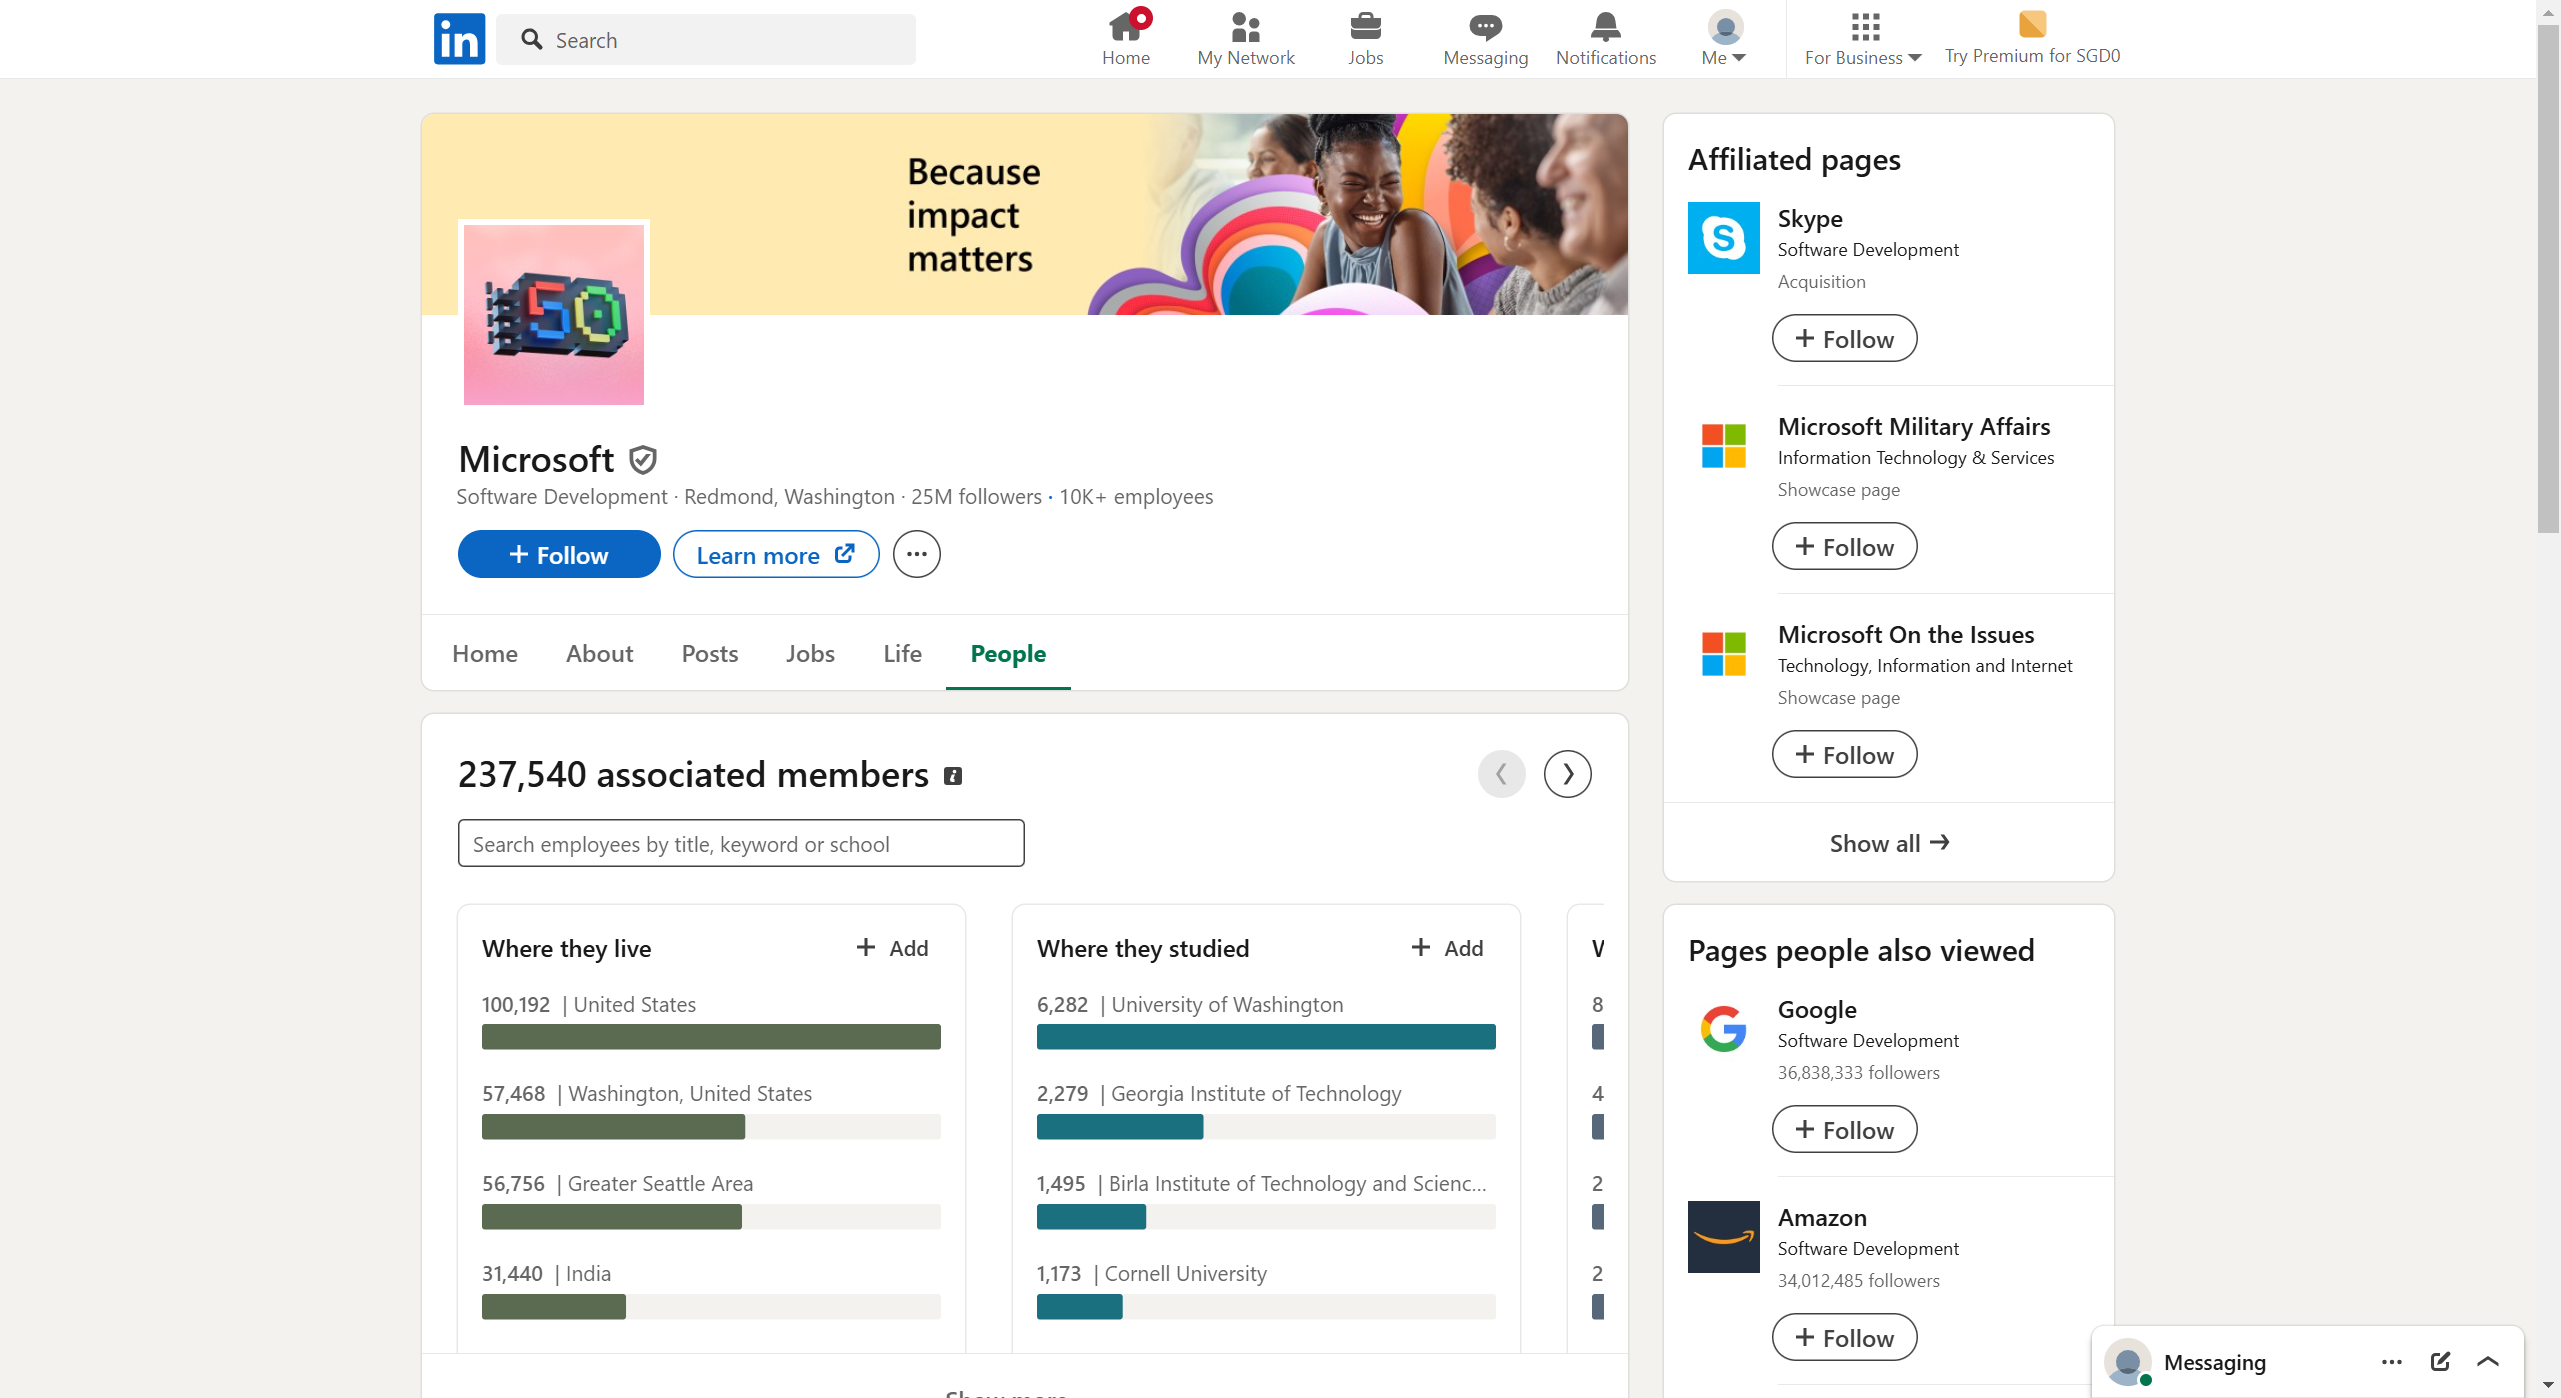 in
Search
Home
My Network
Jobs
Messaging
Notifications
Me
For Business
Try Premium for SGD0
Because
impact
matters
50
Microsoft
Software Development · Redmond, Washington · 25M followers · 10K+ employees
+ Follow
Learn more
Home
About
Posts
Jobs
Life
People
237,540 associated members
Search employees by title, keyword or school
Where they live
+ Add
100,192 | United States
57,468 | Washington, United States
56,756 | Greater Seattle Area
31,440 | India
Where they studied
+ Add
6,282 | University of Washington
2,279 | Georgia Institute of Technology
1,495 | Birla Institute of Technology and Scienc...
1,173 | Cornell University
8
4
2
2
Affiliated pages
Skype
Software Development
Acquisition
+ Follow
Microsoft Military Affairs
Information Technology & Services
Showcase page
+ Follow
Microsoft On the Issues
Technology, Information and Internet
Showcase page
+ Follow
Show all →
Pages people also viewed
Google
Software Development
36,838,333 followers
+ Follow
Amazon
Software Development
34,012,485 followers
+ Follow
Messaging